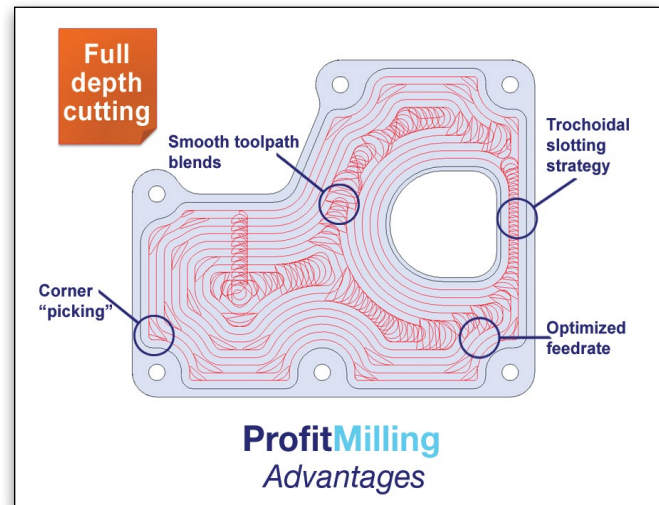 Full
depth
cutting
Smooth toolpath
blends
Trochoidal
slotting
strategy
Corner
“picking”
Optimized
feedrate
ProfitMilling
Advantages